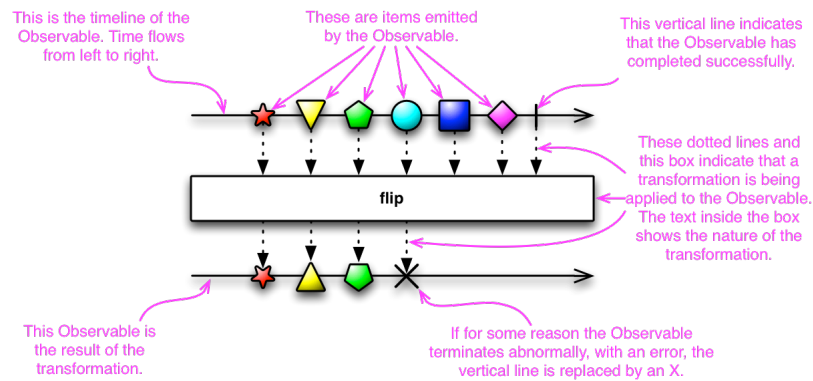 This is the timeline of the
Observable. Time flows
from left to right.
These are items emitted
by the Observable.
This vertical line indicates
that the Observable has
completed successfully.
These dotted lines and
this box indicate that a
transformation is being
applied to the Observable.
The text inside the box
shows the nature of the
transformation.
flip
This Observable is
the result of the
transformation.
If for some reason the Observable
terminates abnormally, with an error, the
vertical line is replaced by an X.